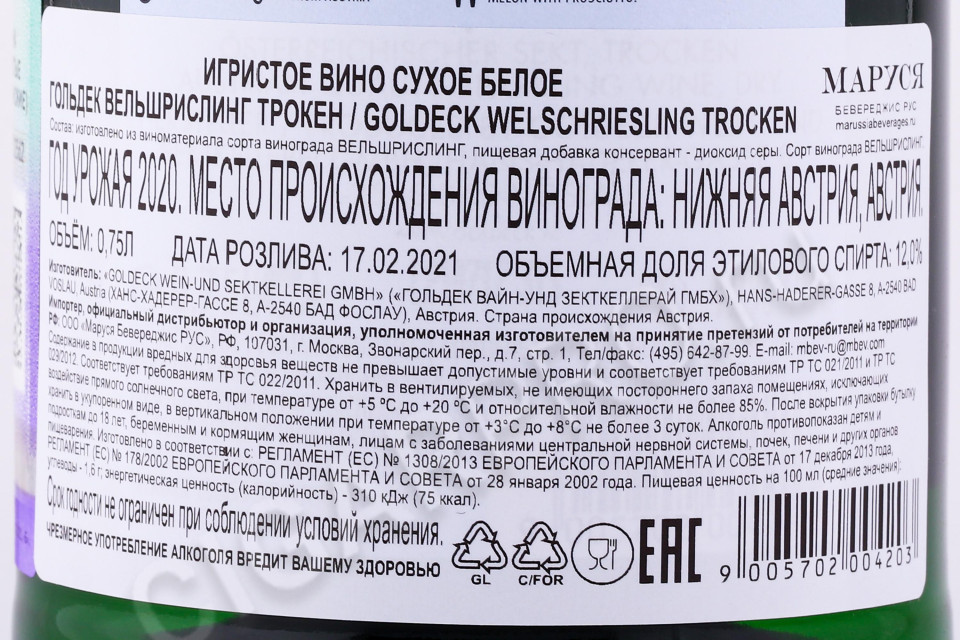 MELON WITH PROSCIUTTO.
ИГРИСТОЕ ВИНО СУХОЕ БЕЛОЕ
ГОЛЬДЕК ВЕЛЬШРИСЛИНГ ТРОКЕН / GOLDECK WELSCHRIESLING TROCKEN
МАРУСЯ
БЕВЕРЕДЖИС РУС
marussiabeverages.ru
Состав: изготовлено из виноматериала сорта винограда ВЕЛЬШРИСЛИНГ, пищевая добавка консервант - диоксид серы. Сорт винограда ВЕЛЬШРИСЛИНГ.
ГОД УРОЖАЯ 2020. МЕСТО ПРОИСХОЖДЕНИЯ ВИНОГРАДА: НИЖНЯЯ АВСТРИЯ, АВСТРИЯ.
ОБЪЁМ: 0,75Л ДАТА РОЗЛИВА: 17.02.2021 ОБЪЕМНАЯ ДОЛЯ ЭТИЛОВОГО СПИРТА: 12,0%
Изготовитель: «GOLDECK WEIN-UND SEKTKELLEREI GMBH» («ГОЛЬДЕК ВАЙН-УНД ЗЕКТКЕЛЛЕРАЙ ГМБХ»), HANS-HADERER-GASSE 8, A-2540 BAD
VOSLAU, Austria (ХАНС-ХАДЕРЕР-ГАССЕ 8, А-2540 БАД ФОСЛАУ), Австрия. Страна происхождения Австрия.
Импортер, официальный дистрибьютор и организация, уполномоченная изготовителем на принятие претензий от потребителей на территории
РФ: ООО «Маруся Бевереджис РУС», РФ, 107031, г. Москва, Звонарский пер., д.7, стр. 1, Тел/факс: (495) 642-87-99. E-mail: mbev-ru@mbev.com
Содержание в продукции вредных для здоровья веществ не превышает допустимые уровни и соответствует требованиям ТР ТС 021/2011 и ТР ТС
029/2012. Соответствует требованиям ТР ТС 022/2011. Хранить в вентилируемых, не имеющих постороннего запаха помещениях, исключающих
воздействие прямого солнечного света, при температуре от +5 ºС до +20 ºС и относительной влажности не более 85%. После вскрытия упаковки бутылку
хранить в укупоренном виде, в вертикальном положении при температуре от +3°С до +8°С не более 3 суток. Алкоголь противопоказан детям и
подросткам до 18 лет, беременным и кормящим женщинам, лицам с заболеваниями центральной нервной системы, почек, печени и других органов
пищеварения. Изготовлено в соответствии с: РЕГЛАМЕНТ (ЕС) № 1308/2013 ЕВРОПЕЙСКОГО ПАРЛАМЕНТА И СОВЕТА от 17 декабря 2013 года,
РЕГЛАМЕНТ (ЕС) № 178/2002 ЕВРОПЕЙСКОГО ПАРЛАМЕНТА И СОВЕТА от 28 января 2002 года. Пищевая ценность на 100 мл (средние значения):
углеводы - 1,6 г; энергетическая ценность (калорийность) - 310 кДж (75 ккал).
Срок годности не ограничен при соблюдении условий хранения.
ЧРЕЗМЕРНОЕ УПОТРЕБЛЕНИЕ АЛКОГОЛЯ ВРЕДИТ ВАШЕМУ ЗДОРОВЬЮ
GL
C/FOR
EAC
9 005702 004203